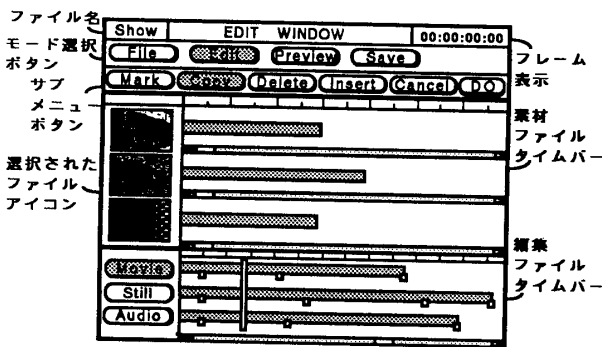 ファイル名
Show
EDIT WINDOW
00:00:00:00
モード選択
ボタン
File
Edit
Preview
Save
フレーム
表示
サブ
メニュー
ボタン
Mark
Copy
Delete
Insert
Cancel
DO
素材
ファイル
タイムバー
選択された
ファイル
アイコン
編集
ファイル
タイムバー
Movie
Still
Audio